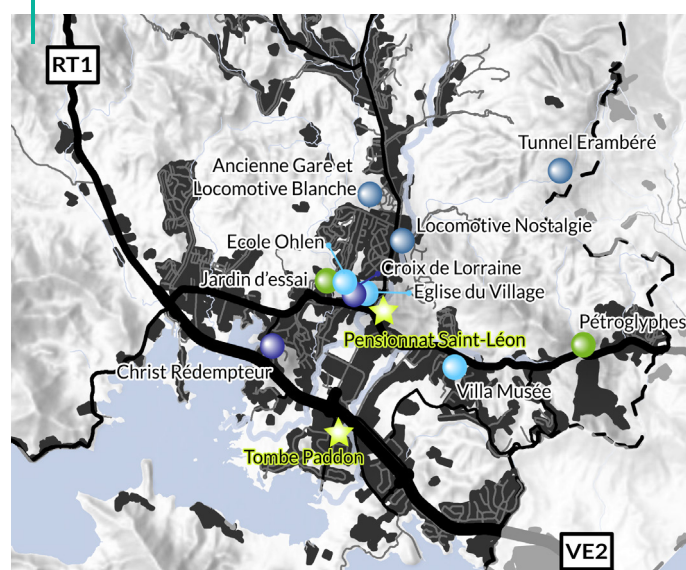 RT1
Tunnel Erambéré
Ancienne Gare et
Locomotive Blanche
Locomotive Nostalgie
Ecole Ohlen
Croix de Lorraine
Jardin d'essai
Eglise du Village
Pétroglyphes
Pensionnat Saint-Léon
Christ Rédempteur
Villa Musée
Tombe Paddon
VE2